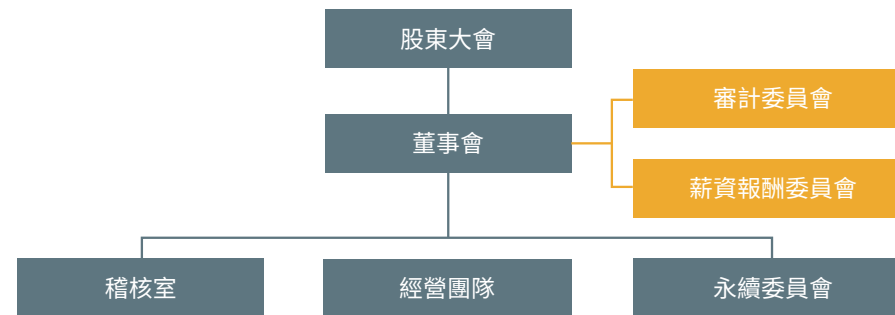 股東大會
董事會
審計委員會
薪資報酬委員會
稽核室
經營團隊
永續委員會